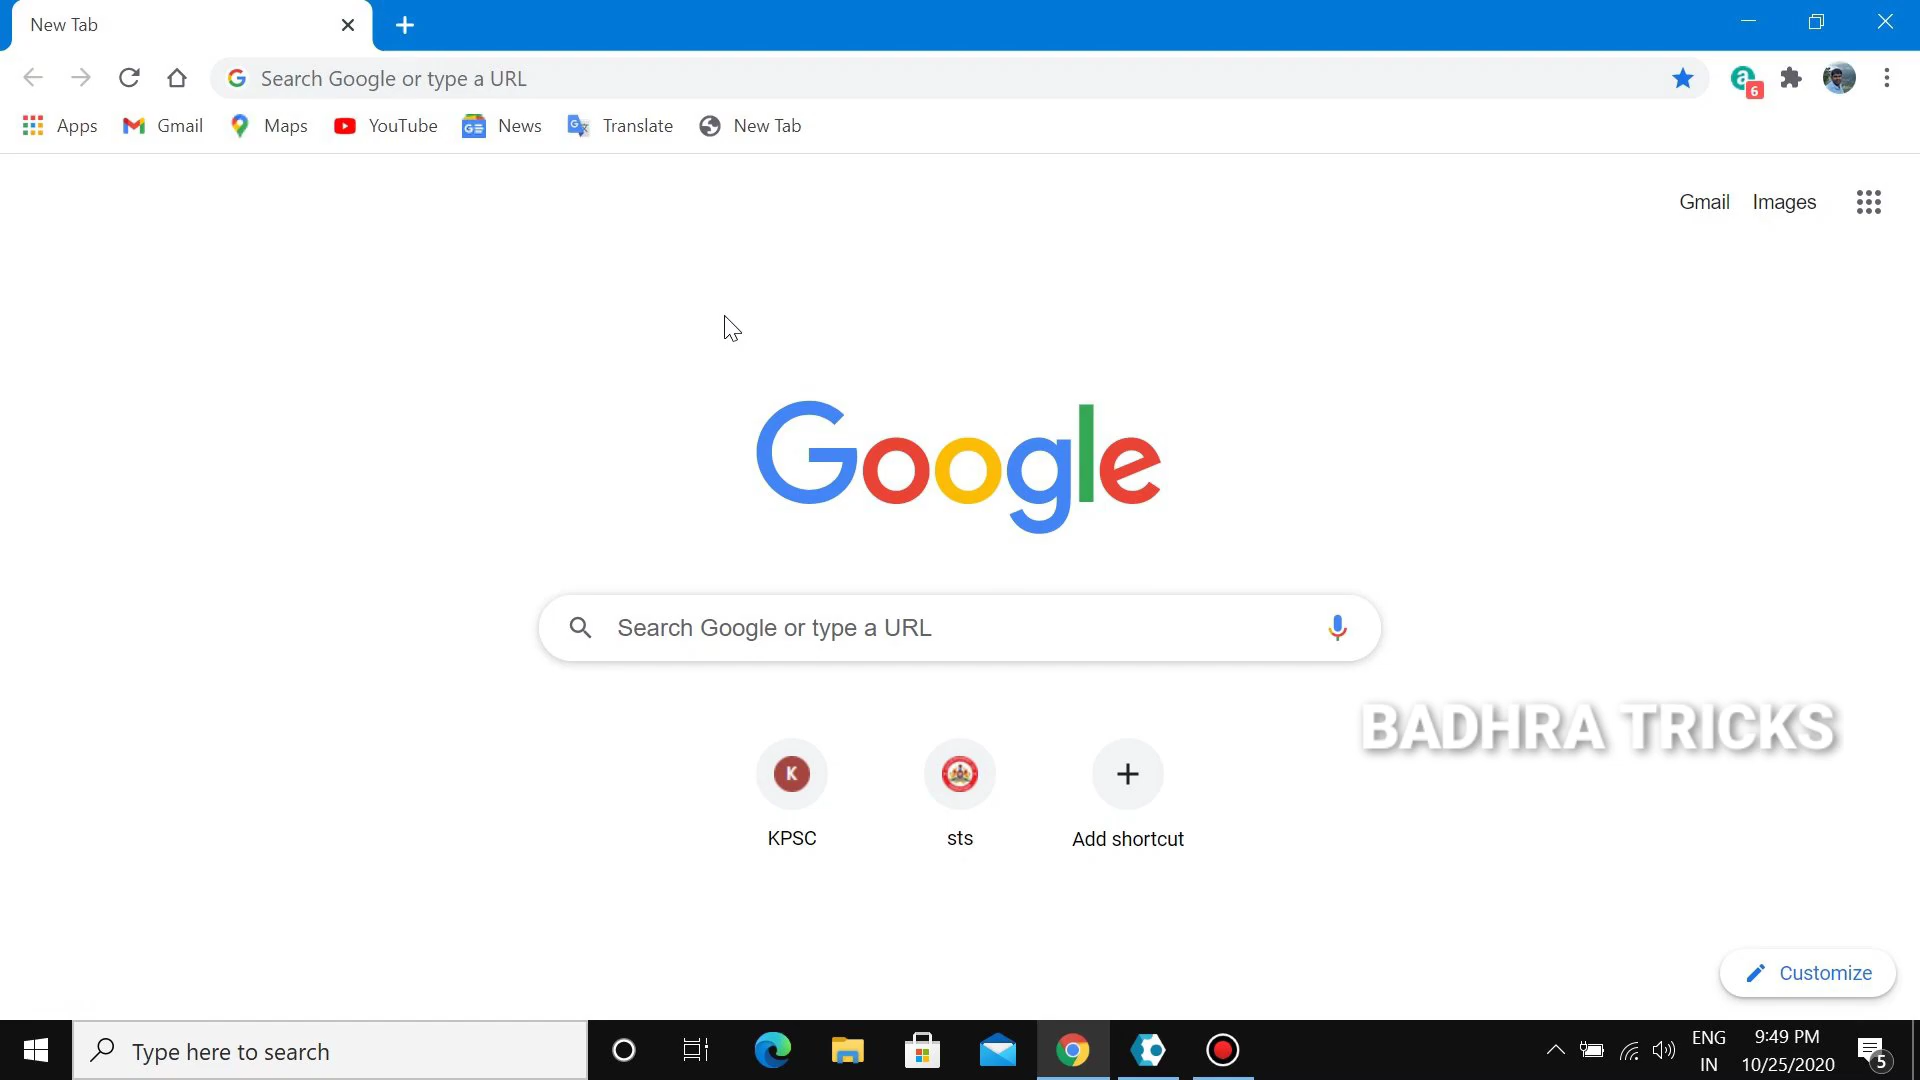 New Tab
Search Google or type a URL
a
6
Apps
Gmail
Maps
YouTube
News
Translate
New Tab
Gmail
Images
Google
Search Google or type a URL
BADHRA TRICKS
K
KPSC
sts
Add shortcut
Customize
Type here to search
ENG
IN
9:49 PM
10/25/2020
5